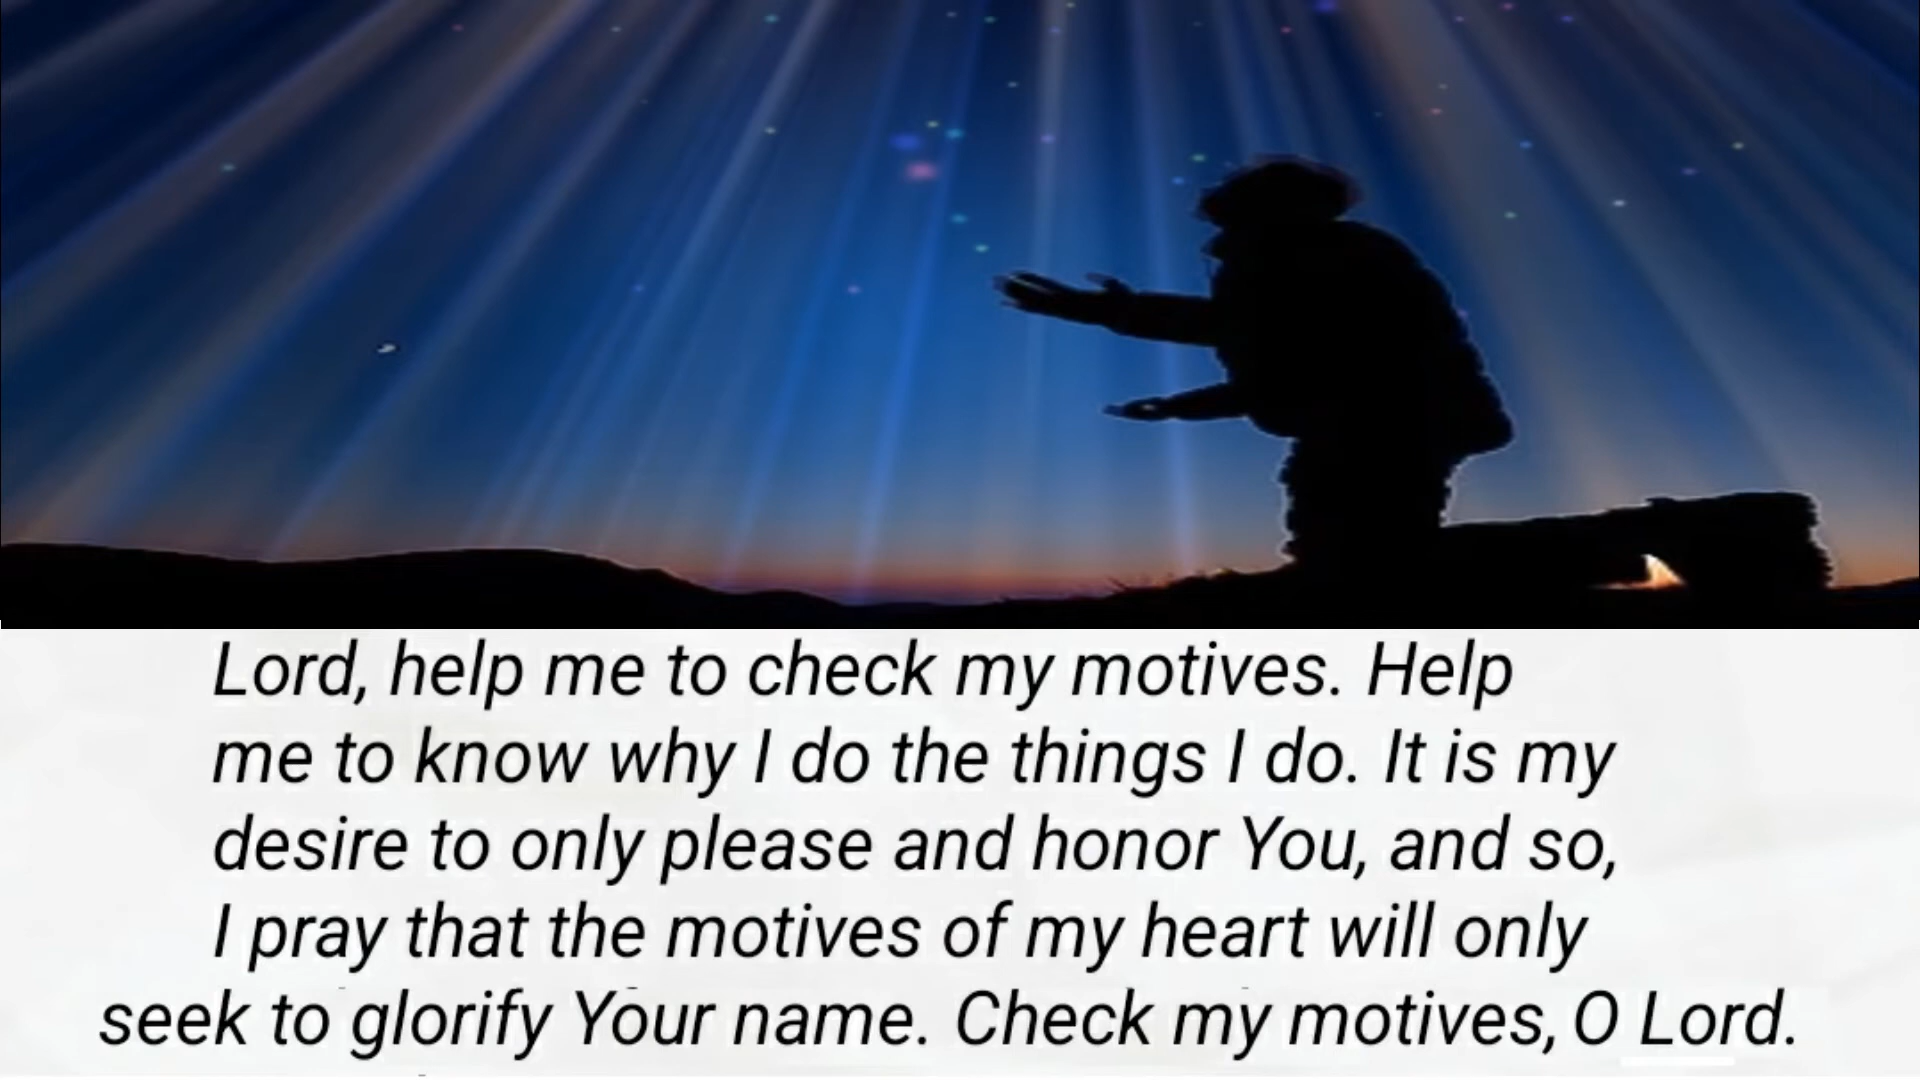 Lord, help me to check my motives. Help
me to know why I do the things I do. It is my
desire to only please and honor You, and so,
I pray that the motives of my heart will only
seek to glorify Your name. Check my motives, O Lord.